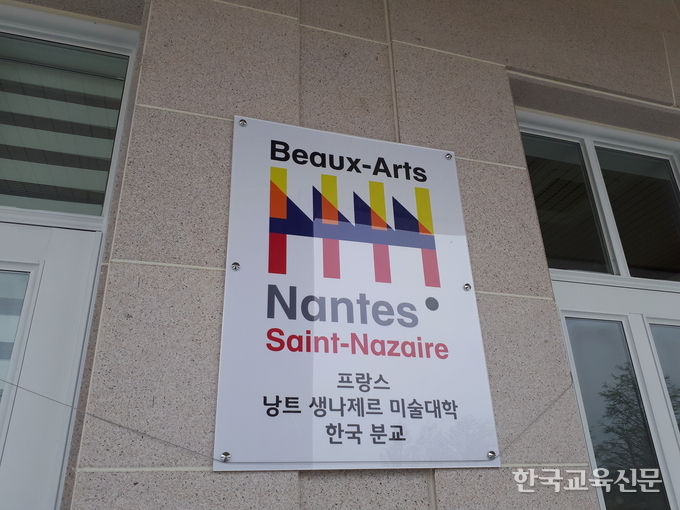 Beaux-Arts
Nantes
Saint-Nazaire
프랑스
낭트 생나제르 미술대학
한국 분교
한국교육신문